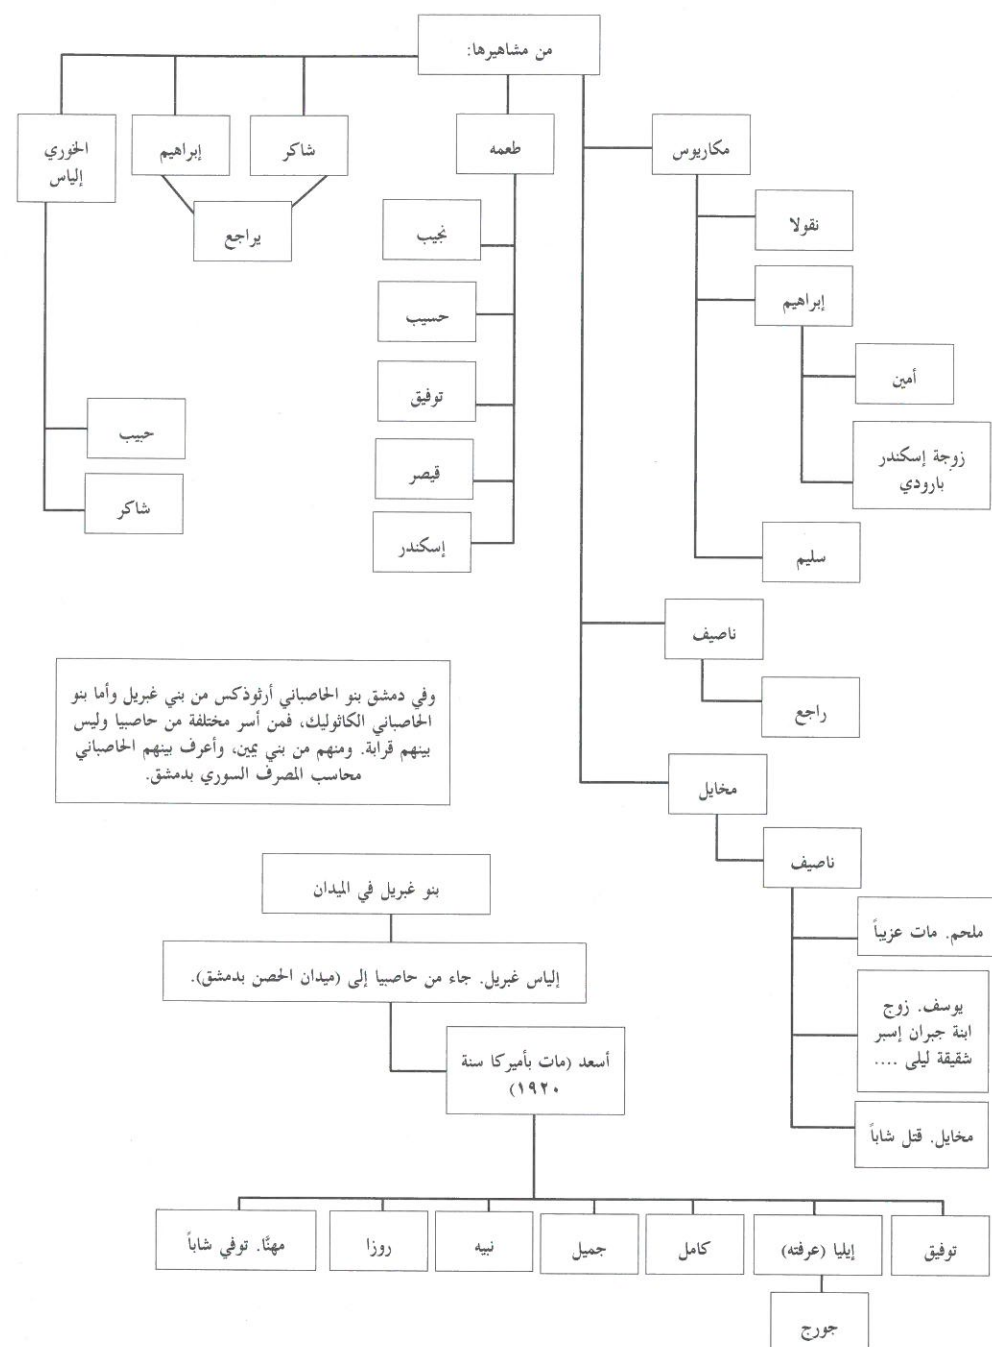 من مشاهيرها:
مكاريوس
طعمه
شاكر
إبراهيم
الخوري
إلياس
يراجع
نقولا
إبراهيم
أمين
زوجة إسكندر
بارودي
سليم
نجيب
حسيب
توفيق
قيصر
إسكندر
حبيب
شاكر
ناصيف
راجع
مخايل
ناصيف
ملحم. مات عزيباً
يوسف. زوج
ابنة جبران إسبر
شقيقة ليلى ....
مخايل. قتل شاباً
وفي دمشق بنو الحاصباني أرثوذكس من بني غبريل وأما بنو
الحاصباني الكاثوليك، فمن أسر مختلفة من حاصبيا وليس
بينهم قرابة. ومنهم من بني يمين، وأعرف بينهم الحاصباني
محاسب المصرف السوري بدمشق.
بنو غبريل في الميدان
إلياس غبريل. جاء من حاصبيا إلى (ميدان الحصن بدمشق).
أسعد (مات بأميركا سنة
١٩٢٠)
توفيق
إيليا (عرفته)
كامل
جميل
نبيه
روزا
مهنَّا. توفي شاباً
جورج